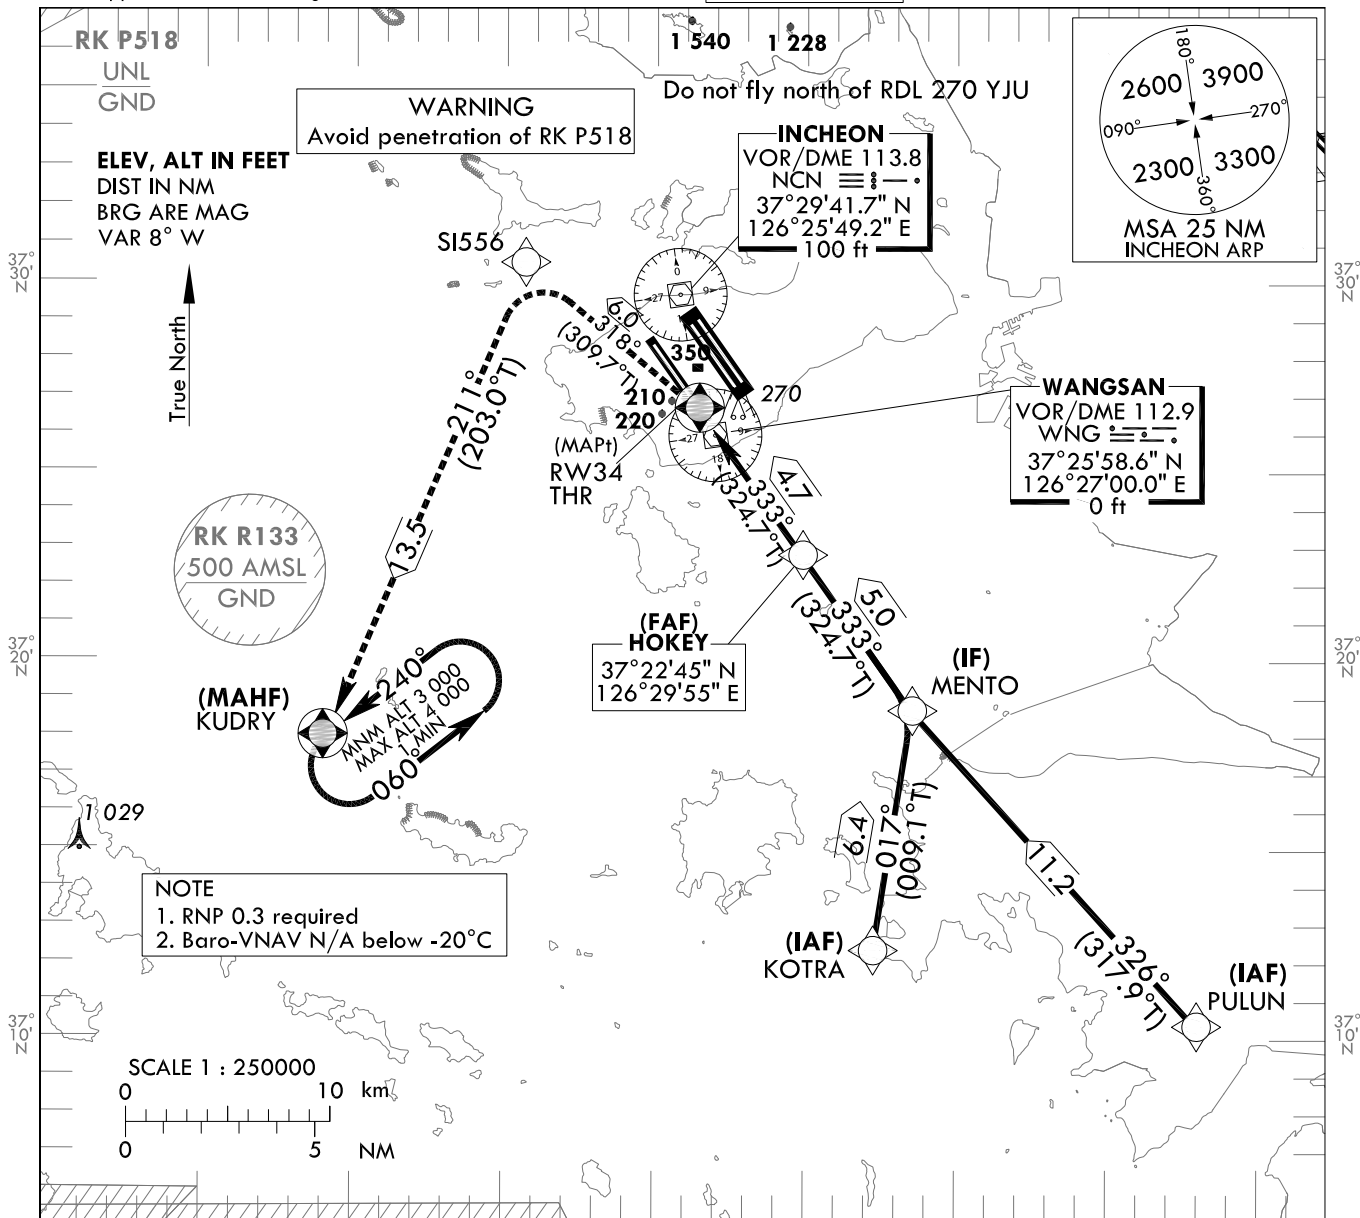 RK P518
UNL
GND
1 540
1 228
Do not fly north of RDL 270 YJU
WARNING
Avoid penetration of RK P518
ELEV, ALT IN FEET
DIST IN NM
BRG ARE MAG
VAR 8° W
True North
INCHEON
VOR/DME 113.8
NCN
37°29'41.7" N
126°25'49.2" E
100 ft
180°
2600
3900
090°
270°
2300
3300
360°
MSA 25 NM
INCHEON ARP
SI556
37°
30'
N
37°
30'
N
0
27
9
6.0
318°
(309.7°T)
350
270
210
220
27
9
18
(MAPt)
RW34
THR
WANGSAN
VOR/DME 112.9
WNG
37°25'58.6" N
126°27'00.0" E
0 ft
211°
(203.0°T)
13.5
4.7
333°
(324.7°T)
RK R133
500 AMSL
GND
5.0
333°
(324.7°T)
(FAF)
HOKEY
37°22'45" N
126°29'55" E
(IF)
MENTO
37°
20'
N
37°
20'
N
(MAHF)
KUDRY
240°
MNM ALT 3 000
MAX ALT 4 000
1 MIN
060°
1 029
6.4
017°
(009.1°T)
11.2
326°
(317.9°T)
NOTE
1. RNP 0.3 required
2. Baro-VNAV N/A below -20°C
(IAF)
KOTRA
(IAF)
PULUN
37°
10'
N
37°
10'
N
SCALE 1 : 250000
0 10 km
0 5 NM